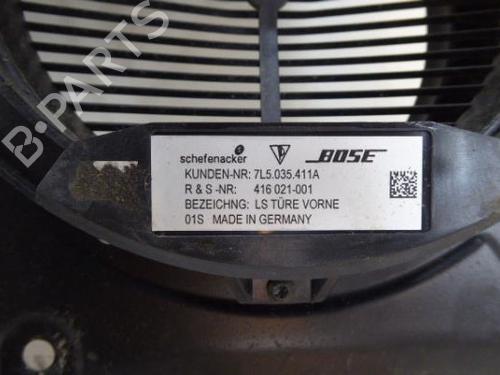 B-PARTS
schefenacker BOSE
KUNDEN-NR: 7L5.035.411A
R & S -NR: 416 021-001
BEZEICHNG: LS TÜRE VORNE
01S MADE IN GERMANY